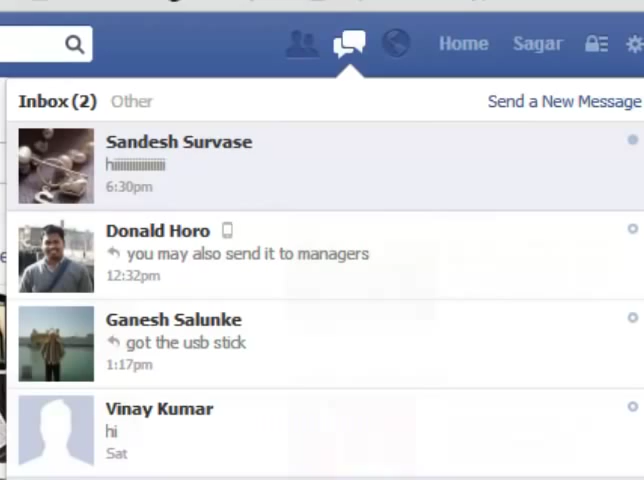 Home Sagar
Inbox (2) Other Send a New Message
Sandesh Survase
hiiiiiiiiiiiiiiiii
6:30pm
Donald Horo
you may also send it to managers
12:32pm
Ganesh Salunke
got the usb stick
1:17pm
Vinay Kumar
hi
Sat